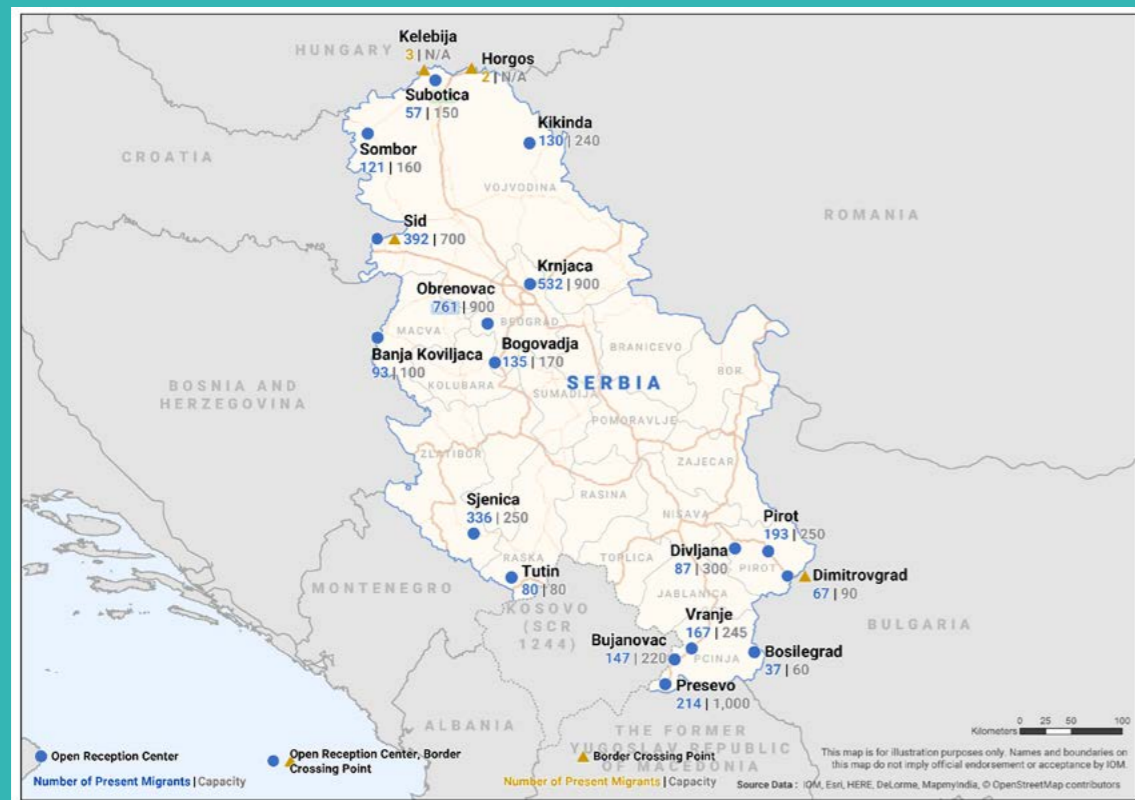 Kelebija
3 | N/A
HUNGARY
Horgos
2 | N/A
Subotica
57 | 150
Kikinda
130 | 240
Sombor
121 | 160
CROATIA
VOJVODINA
ROMANIA
Sid
392 | 700
Krnjaca
532 | 900
Obrenovac
761 | 900
BEOGRAD
MACVA
Bogovadja
135 | 170
BRANICEVO
Banja Koviljaca
93 | 100
KOLUBARA
SERBIA
BOR
BOSNIA AND
HERZEGOVINA
SUMADIJA
POMORAVLJE
ZLATIBOR
ZAJECAR
RASINA
Sjenica
336 | 250
NISAVA
Pirot
193 | 250
RASKA
TOPLICA
Divljana
87 | 300
PIROT
Tutin
80 | 80
Dimitrovgrad
67 | 90
MONTENEGRO
JABLANICA
KOSOVO
(SCR
1244)
Vranje
167 | 245
BULGARIA
Bujanovac
147 | 220
PCINJA
Bosilegrad
37 | 60
Presevo
214 | 1,000
ALBANIA
THE FORMER
YUGOSLAV REPUBLIC
OF MACEDONIA
0 25 50 100
Kilometers
Open Reception Center
Open Reception Center, Border
Crossing Point
Border Crossing Point
Number of Present Migrants | Capacity
Number of Present Migrants | Capacity
This map is for illustration purposes only. Names and boundaries on
this map do not imply official endorsement or acceptance by IOM.
Source Data : IOM, Esri, HERE, DeLorme, MapmyIndia, © OpenStreetMap contributors